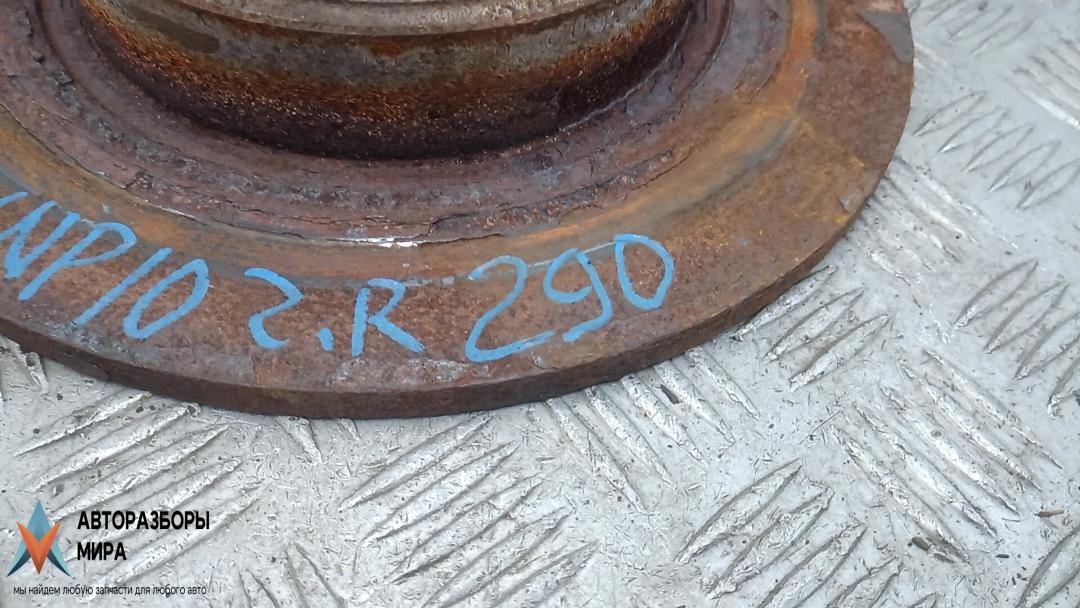 NP10 2.R 290
АВТОРАЗБОРЫ
МИРА
мы найдем любую запчасти для любого авто